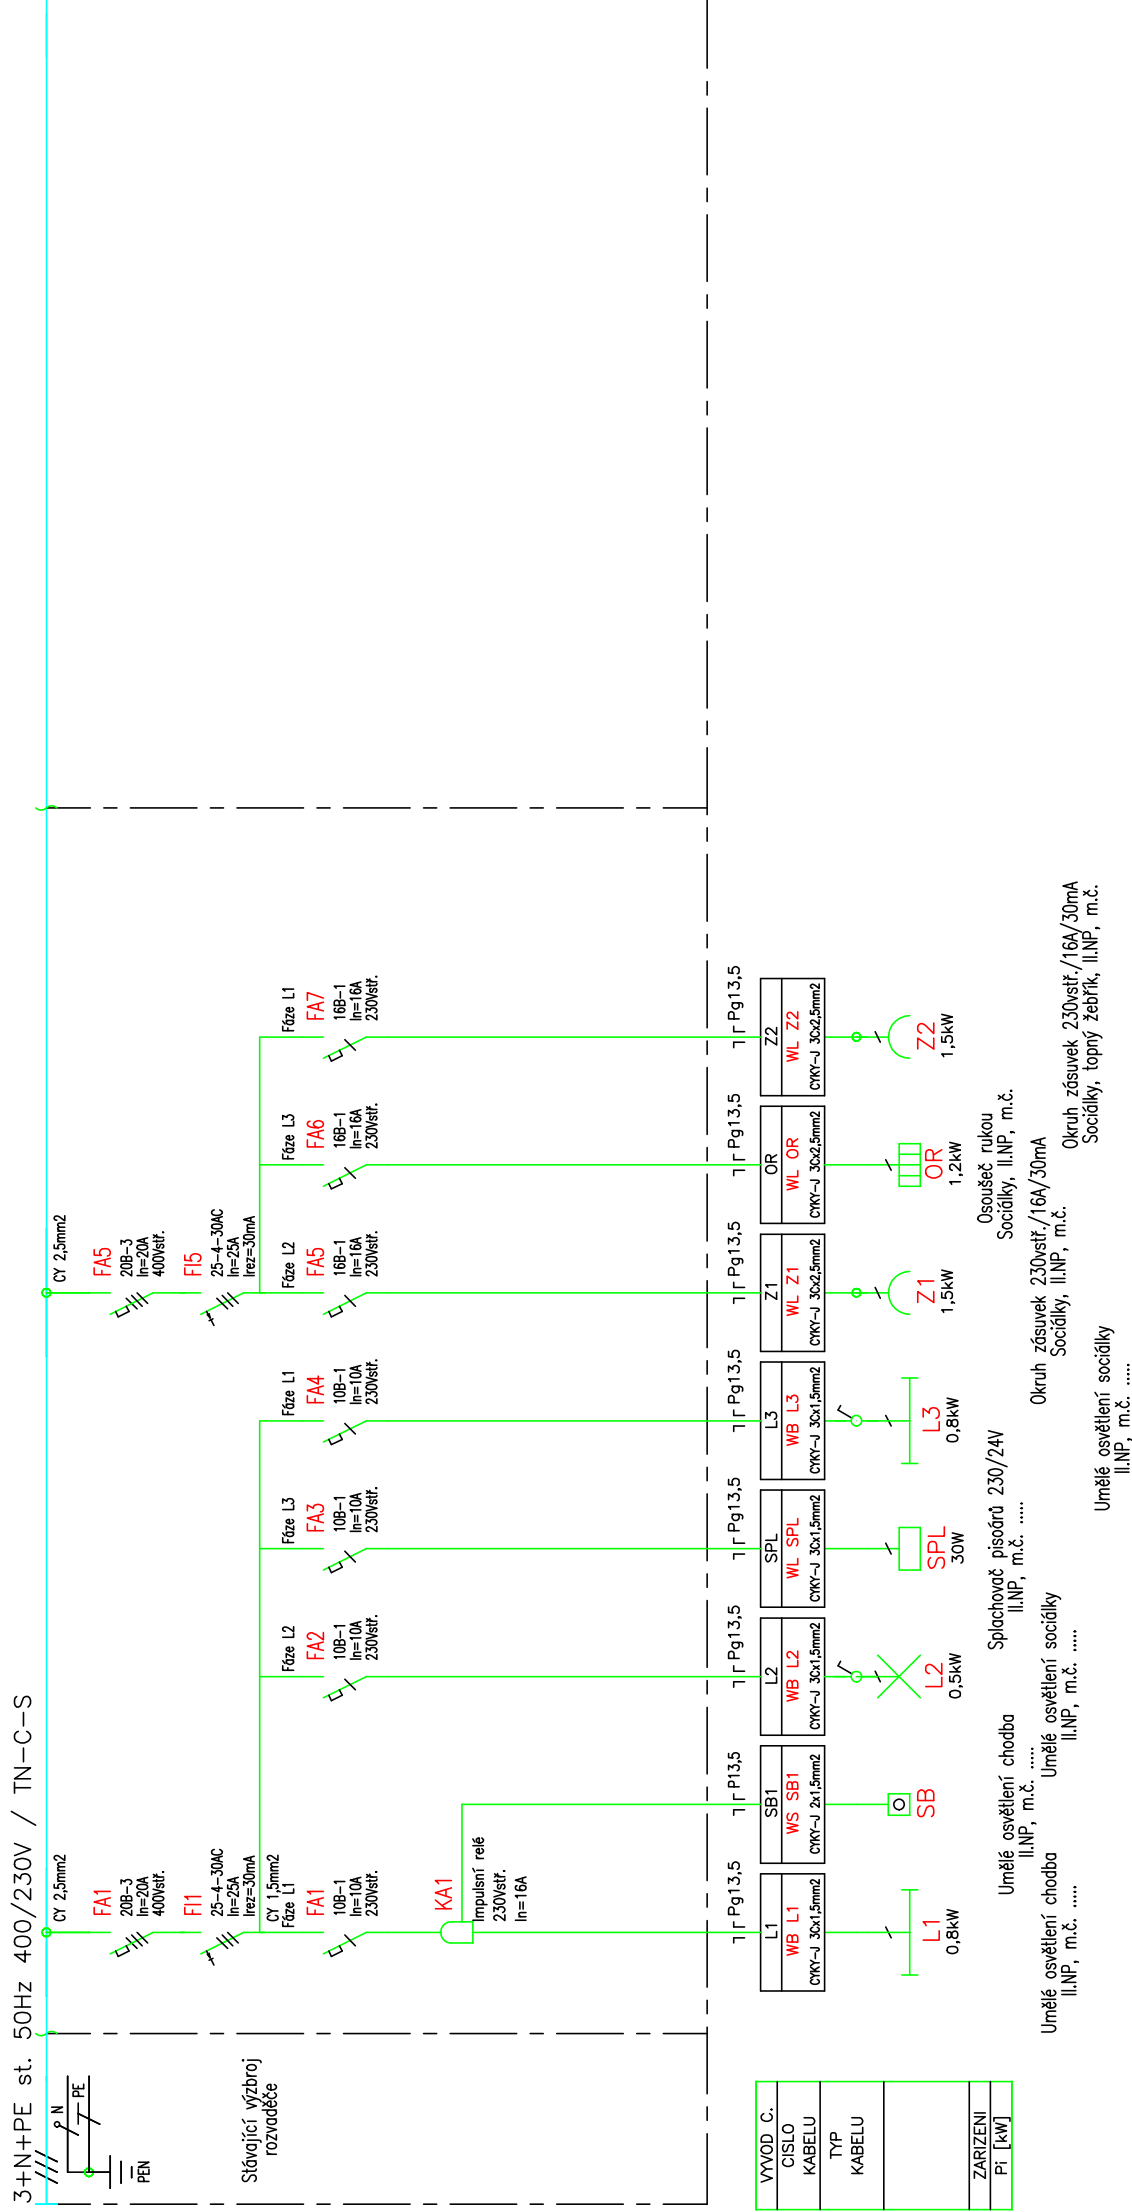 3+N+PE st. 50Hz 400/230V / TN-C-S
N
PE
PEN
Stávající výzbroj
rozvaděče
CY 2,5mm2
FA1
20B-3
In=20A
400Vstř.
FI1
25-4-30AC
In=25A
Irez=30mA
CY 1,5mm2
Fáze L1
FA1
10B-1
In=10A
230Vstř.
KA1
Impulsní relé
230Vstř.
In=16A
Fáze L2
FA2
10B-1
In=10A
230Vstř.
Fáze L3
FA3
10B-1
In=10A
230Vstř.
Fáze L1
FA4
10B-1
In=10A
230Vstř.
CY 2,5mm2
FA5
20B-3
In=20A
400Vstř.
FI5
25-4-30AC
In=25A
Irez=30mA
Fáze L2
FA5
16B-1
In=16A
230Vstř.
Fáze L3
FA6
16B-1
In=16A
230Vstř.
Fáze L1
FA7
16B-1
In=16A
230Vstř.
VYVOD C.
CISLO
KABELU
TYP
KABELU
ZARIZENI
Pi [kW]
Pg13,5
L1
WB L1
CYKY-J 3Cx1,5mm2
L1
0,8kW
Umělé osvětlení chodba
II.NP, m.č. .....
P13,5
SB1
WS SB1
CYKY-J 2x1,5mm2
SB
Umělé osvětlení chodba
II.NP, m.č. .....
Pg13,5
L2
WB L2
CYKY-J 3Cx1,5mm2
L2
0,5kW
Umělé osvětlení sociálky
II.NP, m.č. .....
Pg13,5
SPL
WL SPL
CYKY-J 3Cx1,5mm2
SPL
30W
Splachovač pisoárů 230/24V
II.NP, m.č. .....
Pg13,5
L3
WB L3
CYKY-J 3Cx1,5mm2
L3
0,8kW
Umělé osvětlení sociálky
II.NP, m.č. .....
Pg13,5
Z1
WL Z1
CYKY-J 3Cx2,5mm2
Z1
1,5kW
Okruh zásuvek 230vstř./16A/30mA
Sociálky, II.NP, m.č.
Pg13,5
OR
WL OR
CYKY-J 3Cx2,5mm2
OR
1,2kW
Osoušeč rukou
Sociálky, II.NP, m.č.
Pg13,5
Z2
WL Z2
CYKY-J 3Cx2,5mm2
Z2
1,5kW
Okruh zásuvek 230vstř./16A/30mA
Sociálky, topný žebřík, II.NP, m.č.